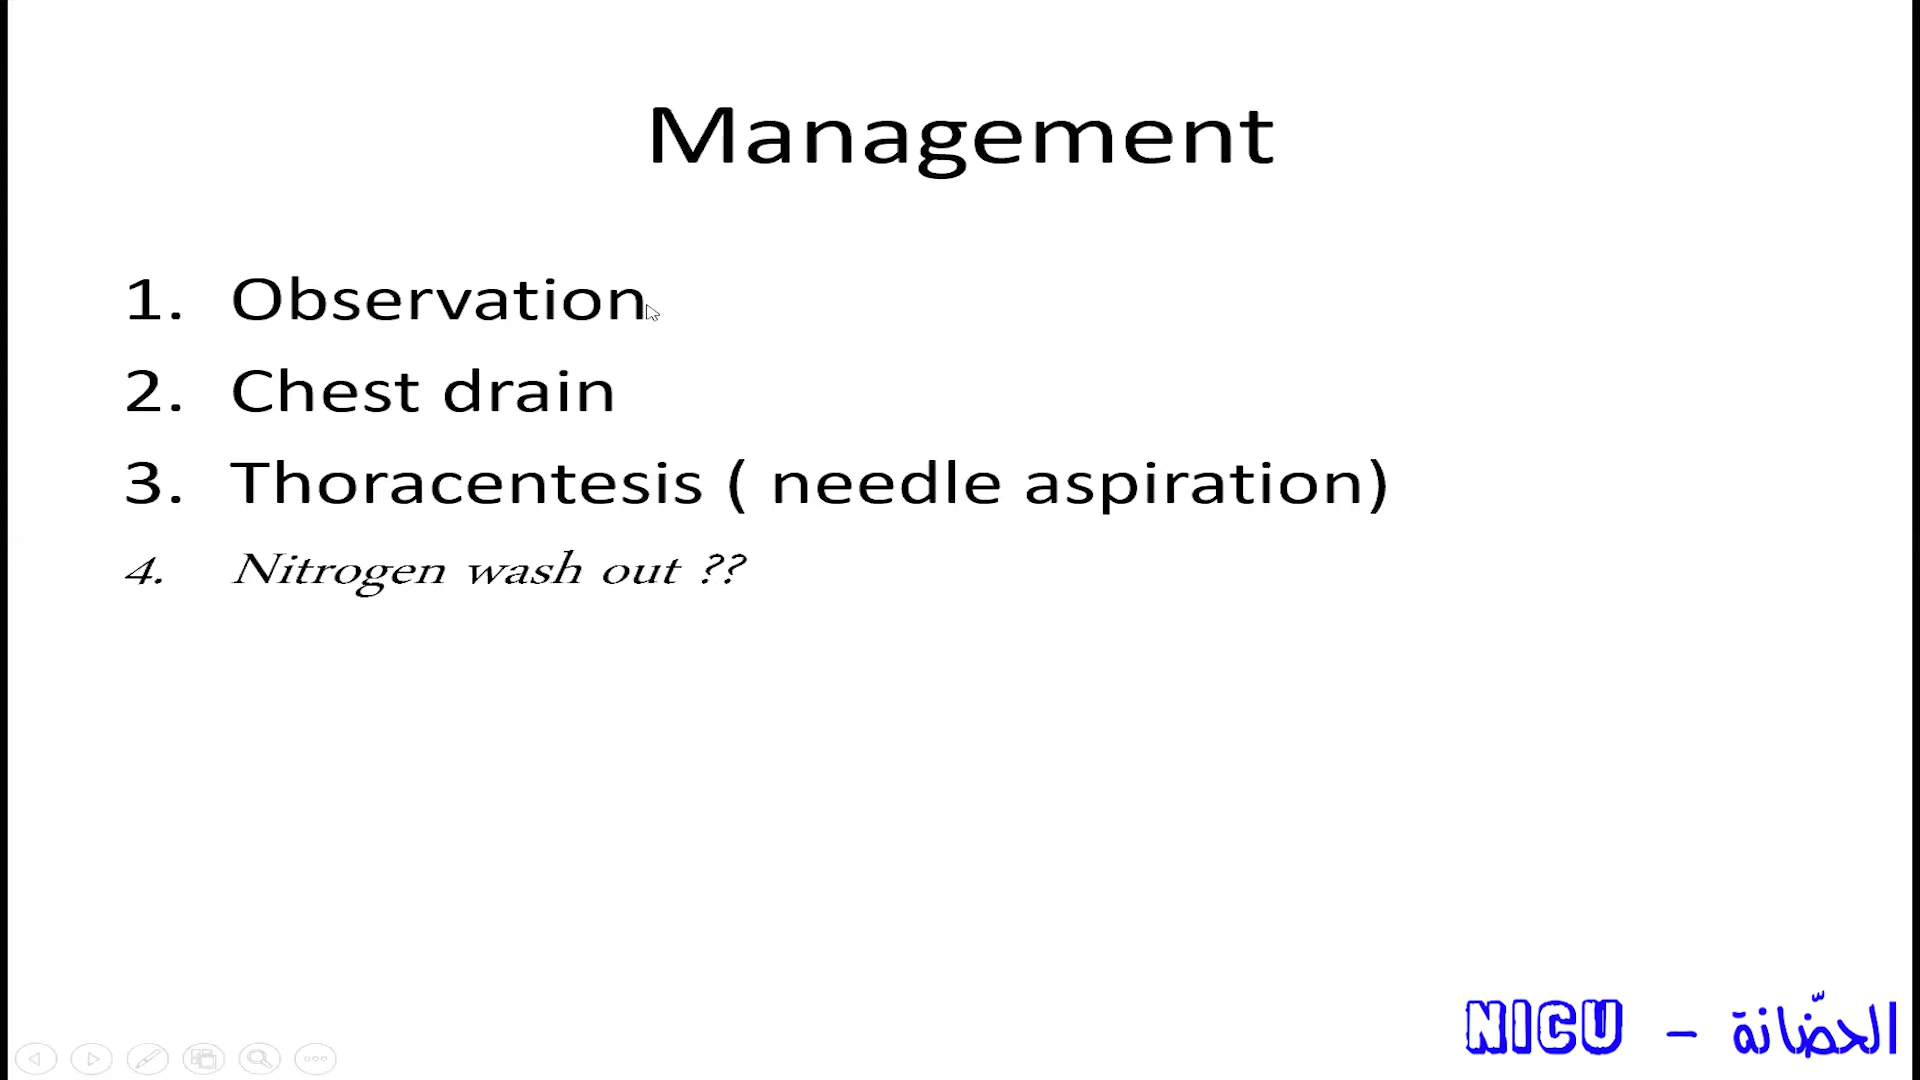 Management
1. Observation
2. Chest drain
3. Thoracentesis ( needle aspiration)
4. Nitrogen wash out ??
NICU – الحضّانة